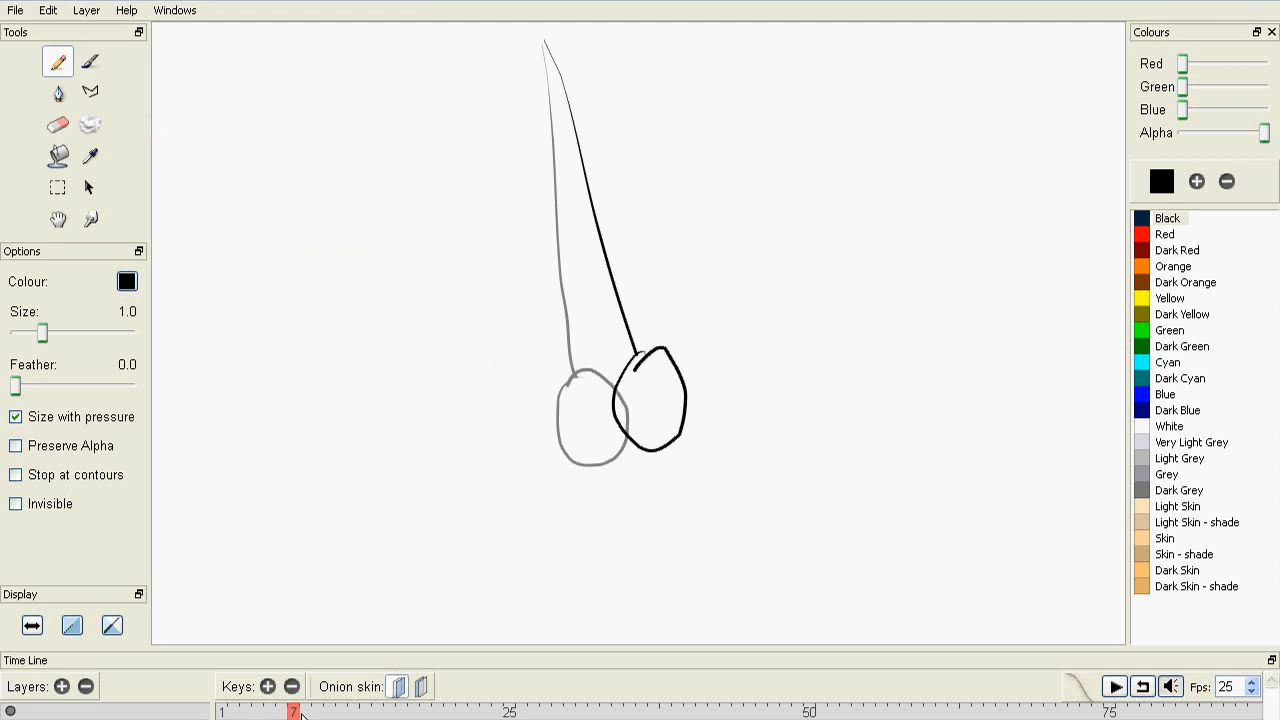 File Edit Layer Help Windows
Tools
Colours
Red
Green
Blue
Alpha
Options
Colour:
Size: 1.0
Feather: 0.0
Size with pressure
Preserve Alpha
Stop at contours
Invisible
Black
Red
Dark Red
Orange
Dark Orange
Yellow
Dark Yellow
Green
Dark Green
Cyan
Dark Cyan
Blue
Dark Blue
White
Very Light Grey
Light Grey
Grey
Dark Grey
Light Skin
Light Skin - shade
Skin
Skin - shade
Dark Skin
Dark Skin - shade
Display
Time Line
Layers: Keys: Onion skin: Fps: 25
1 7 25 50 75